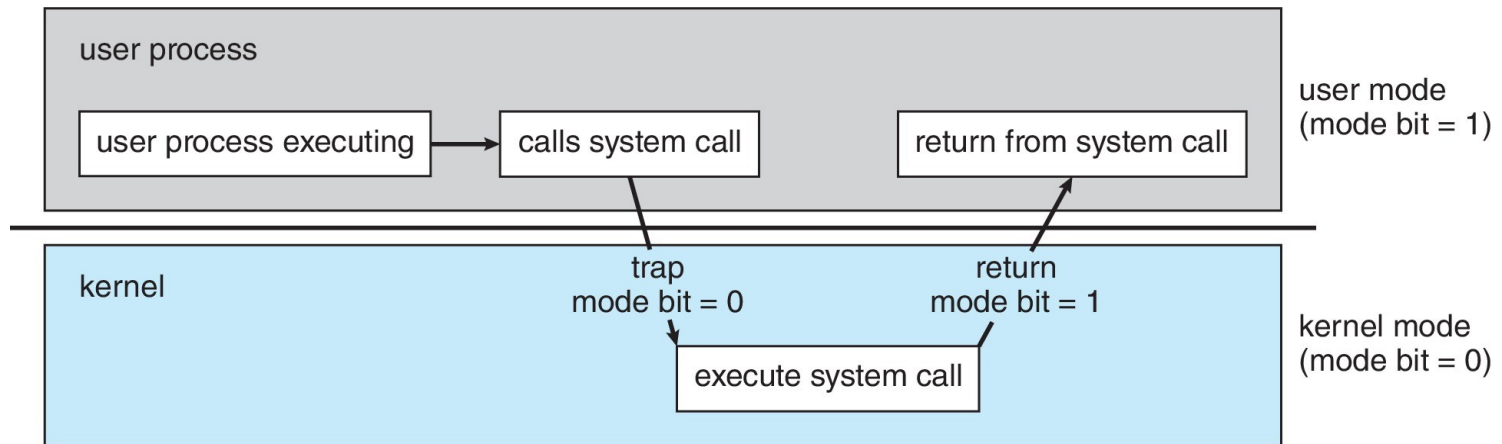 user process
user process executing
calls system call
return from system call
user mode
(mode bit = 1)
kernel
trap
mode bit = 0
return
mode bit = 1
execute system call
kernel mode
(mode bit = 0)